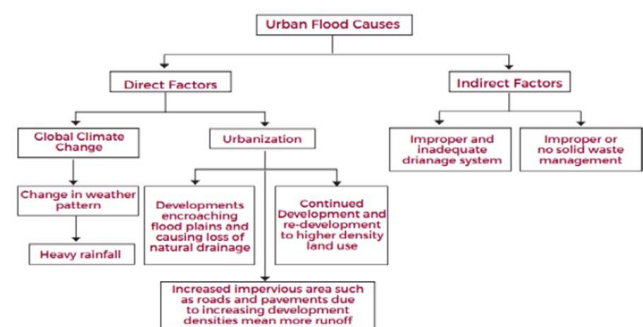 Urban Flood Causes
Direct Factors
Indirect Factors
Global Climate
Change
Urbanization
Improper and
inadequate
drianage system
Improper or
no solid waste
management
Change in weather
pattern
Developments
encroaching
flood plains and
causing loss of
natural drainage
Continued
Development and
re-development
to higher density
land use
Heavy rainfall
Increased impervious area such
as roads and pavements due
to increasing development
densities mean more runoff